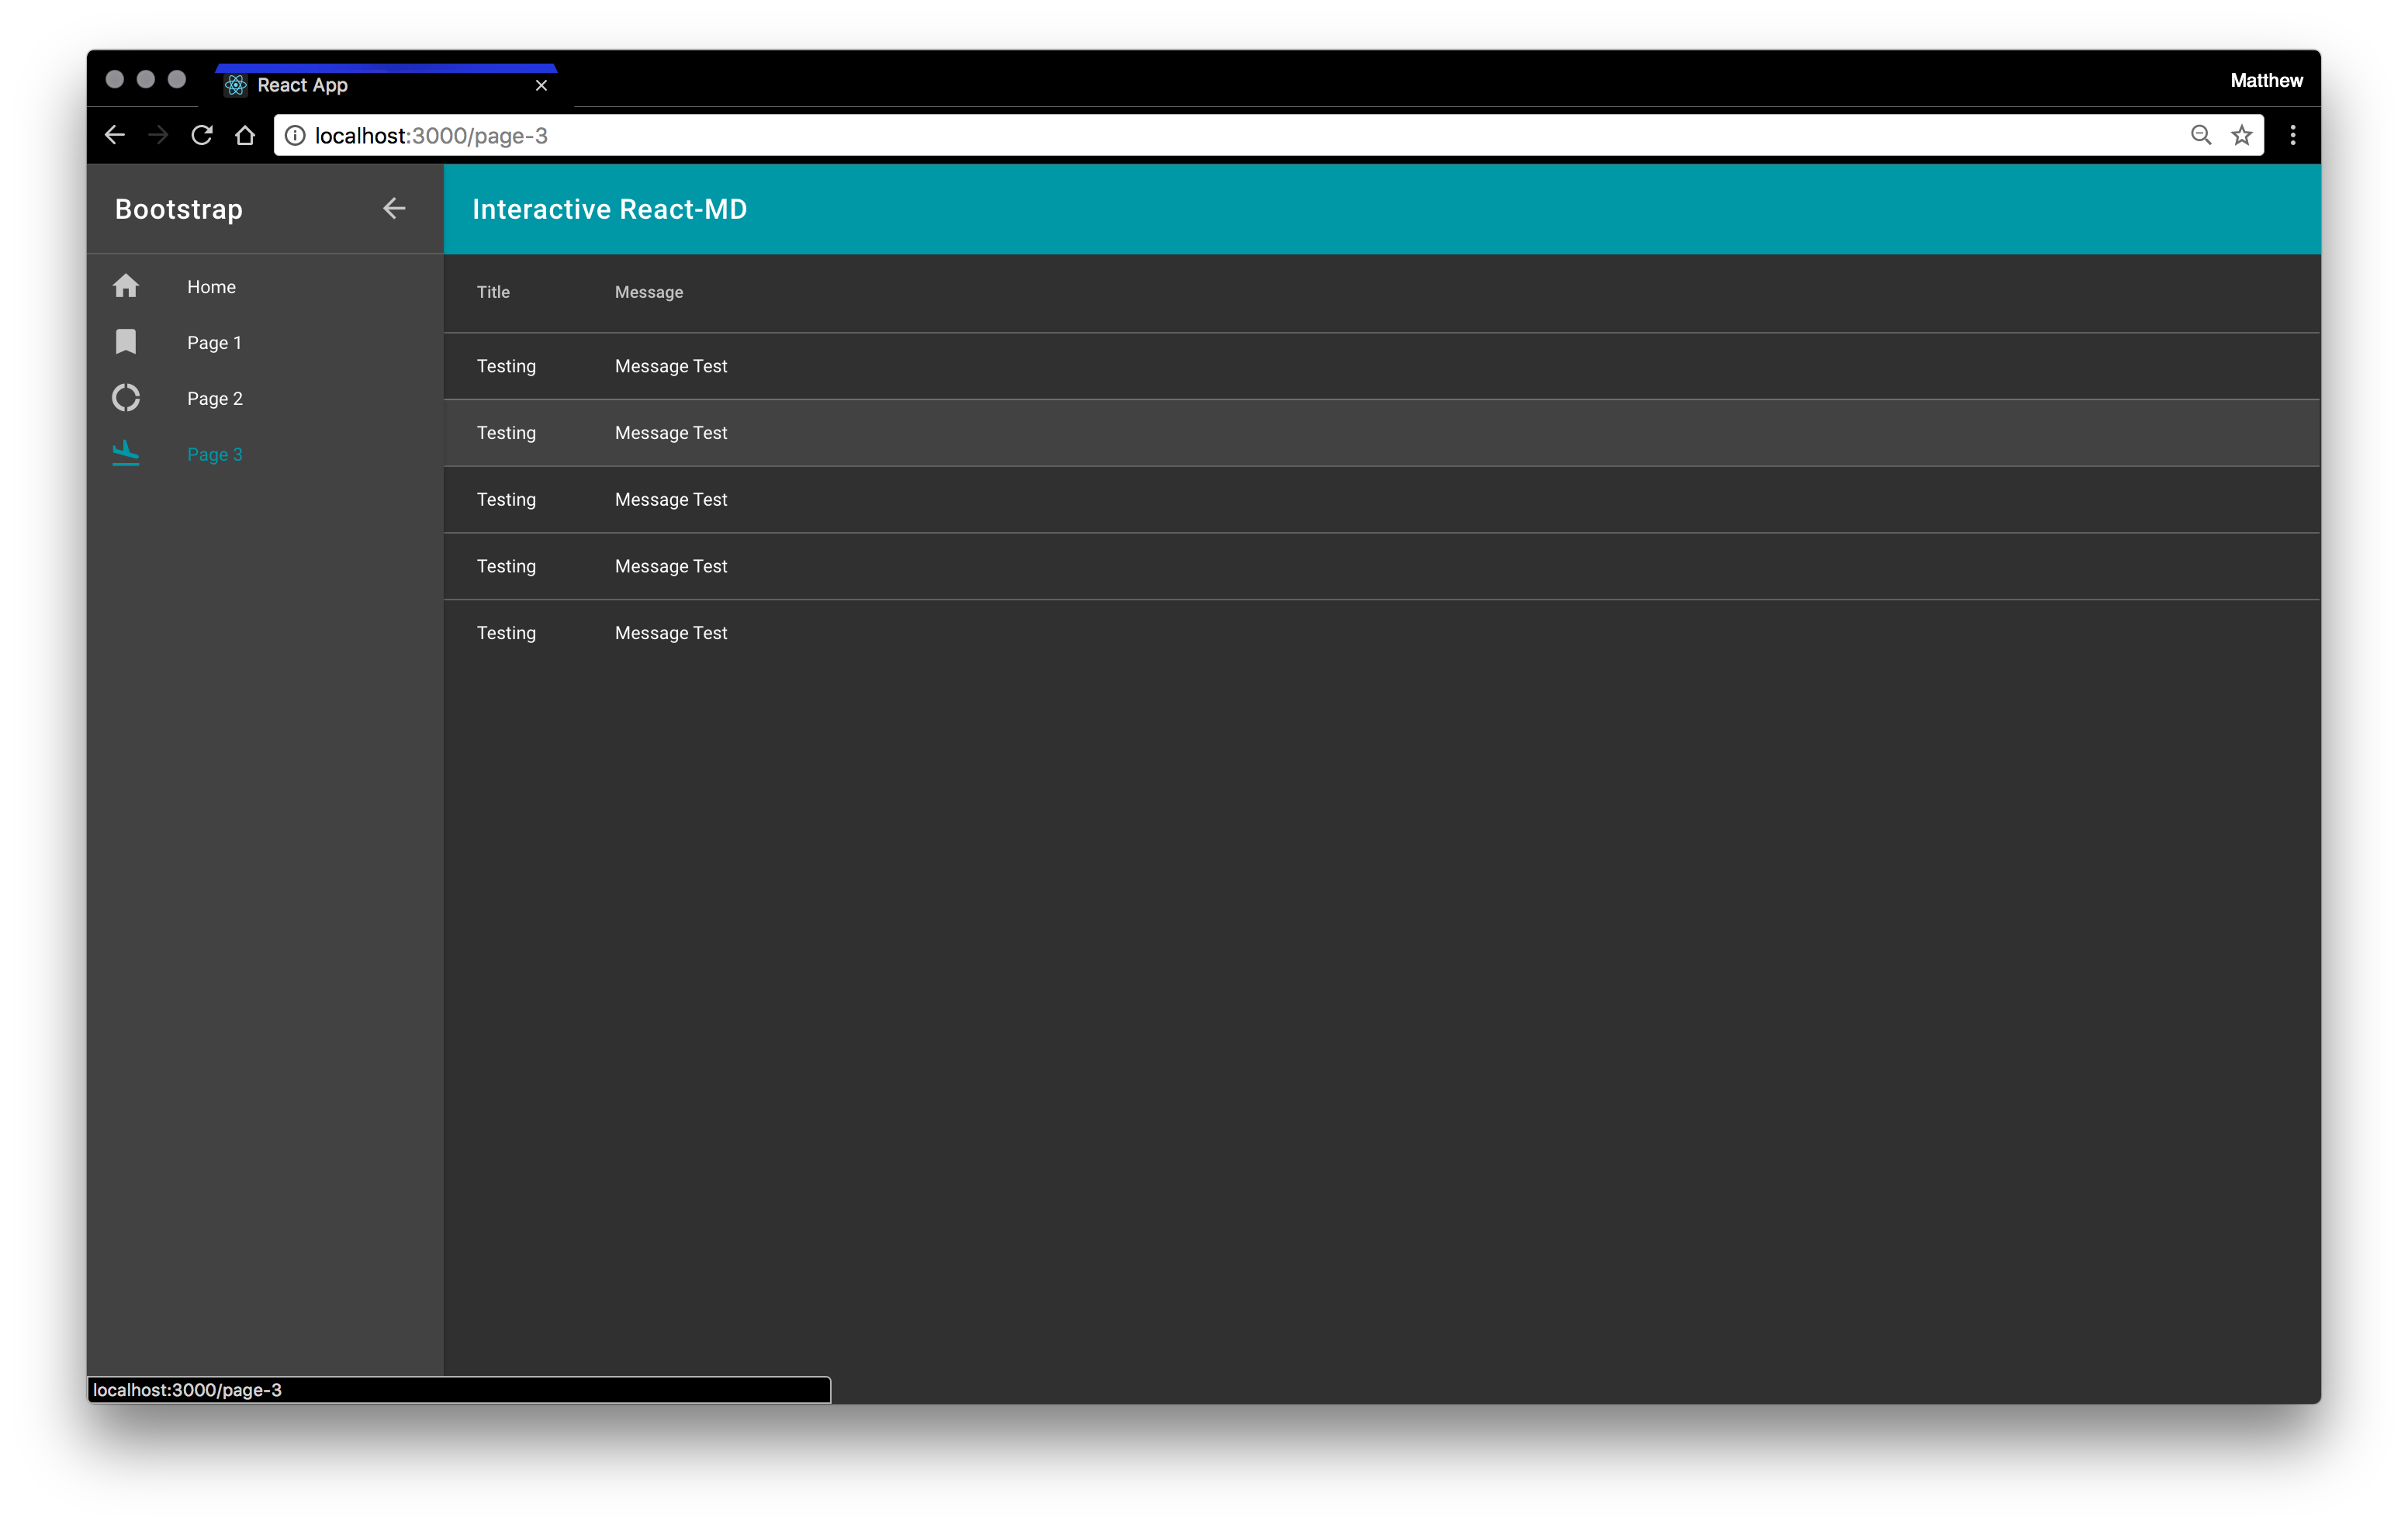 React App
Matthew
localhost:3000/page-3
Bootstrap
Interactive React-MD
Home
Page 1
Page 2
Page 3
Title Message
Testing Message Test
Testing Message Test
Testing Message Test
Testing Message Test
Testing Message Test
localhost:3000/page-3